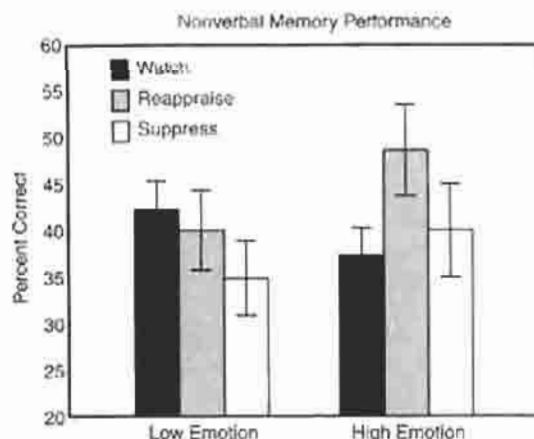 Nonverbal Memory Performance
60
55
50
45
40
35
30
25
20
Percent Correct
Watch
Reappraise
Suppress
Low Emotion
High Emotion